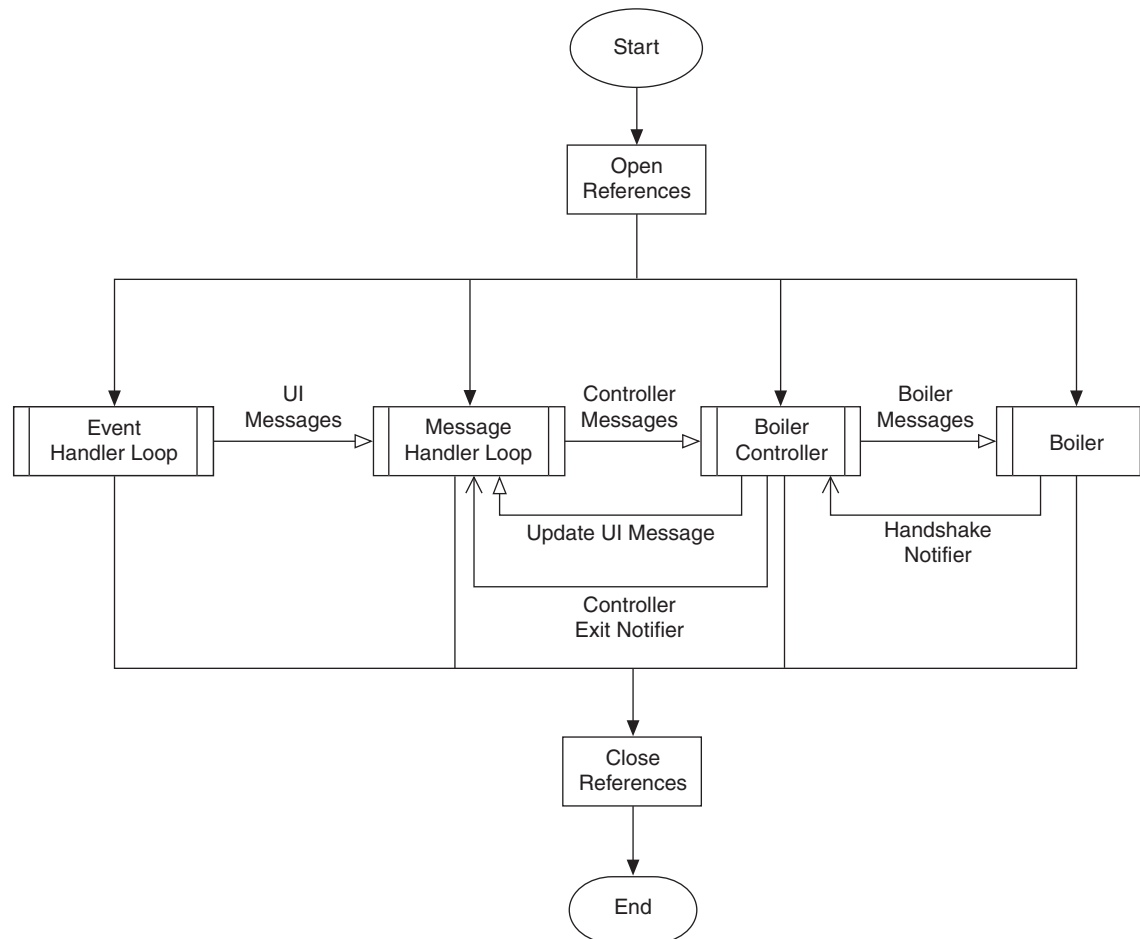 Start
Open
References
UI
Messages
Controller
Messages
Boiler
Messages
Event
Handler Loop
Message
Handler Loop
Boiler
Controller
Boiler
Update UI Message
Handshake
Notifier
Controller
Exit Notifier
Close
References
End